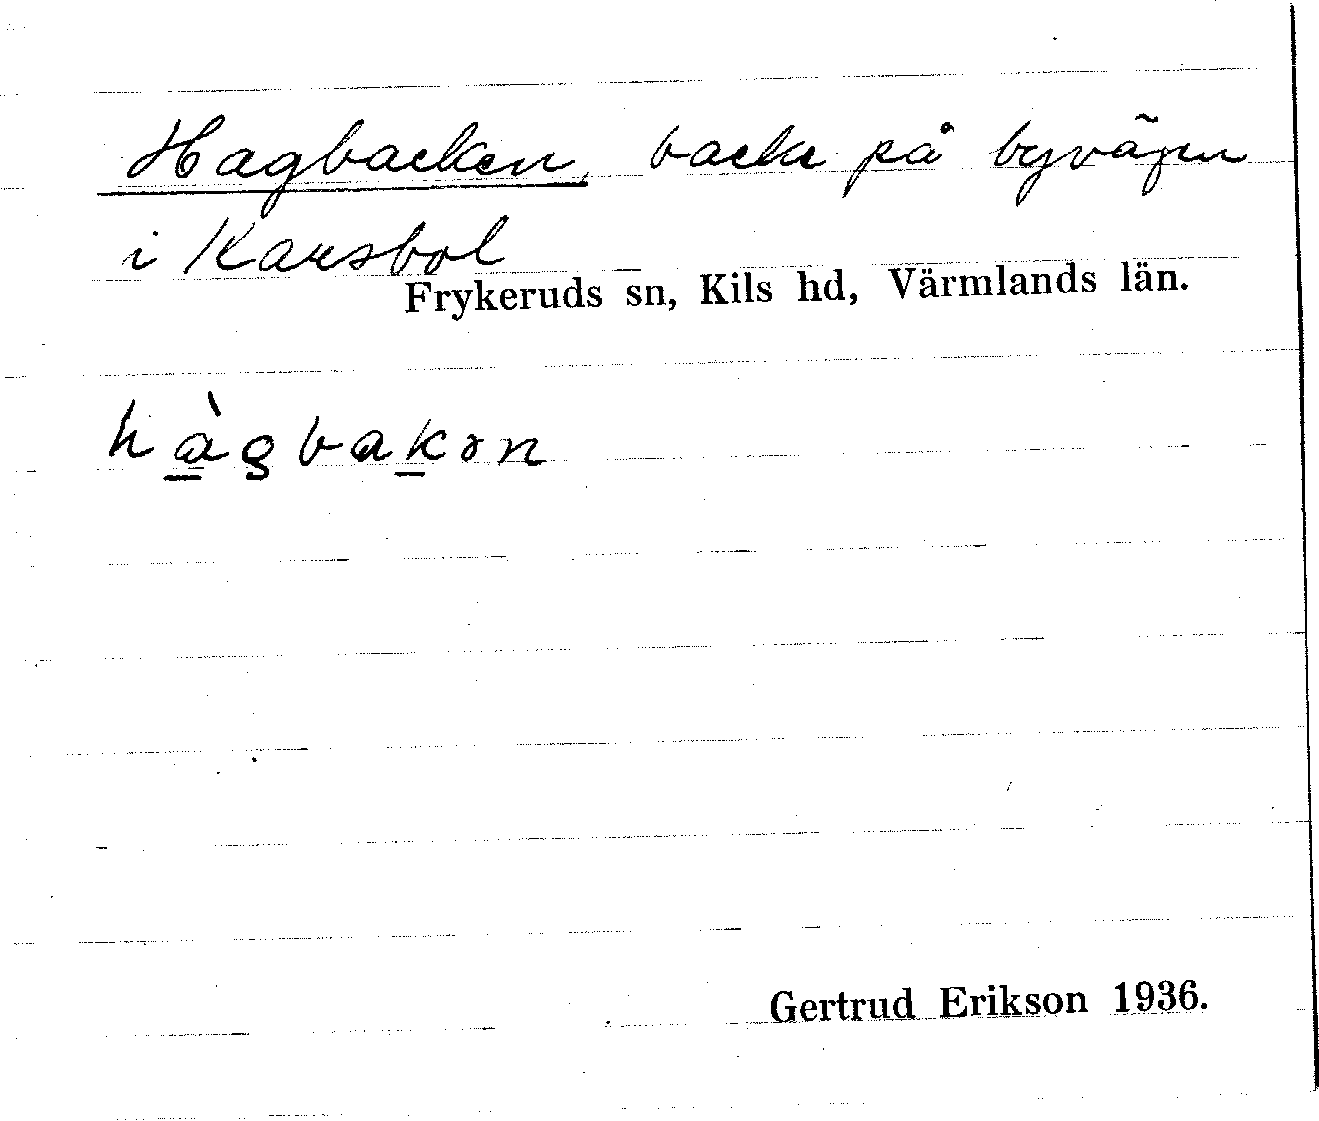 Hagbacken, backe på byvägen
i Karsbol
Frykeruds sn, Kils hd, Värmlands län.
hàgbakən
Gertrud Erikson 1936.